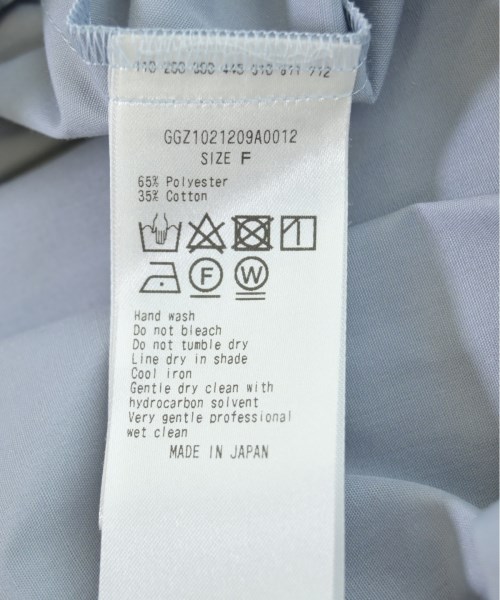 GGZ1021209A0012
SIZE F
65% Polyester
35% Cotton
F W
Hand wash
Do not bleach
Do not tumble dry
Line dry in shade
Cool iron
Gentle dry clean with
hydrocarbon solvent
Very gentle professional
wet clean
MADE IN JAPAN